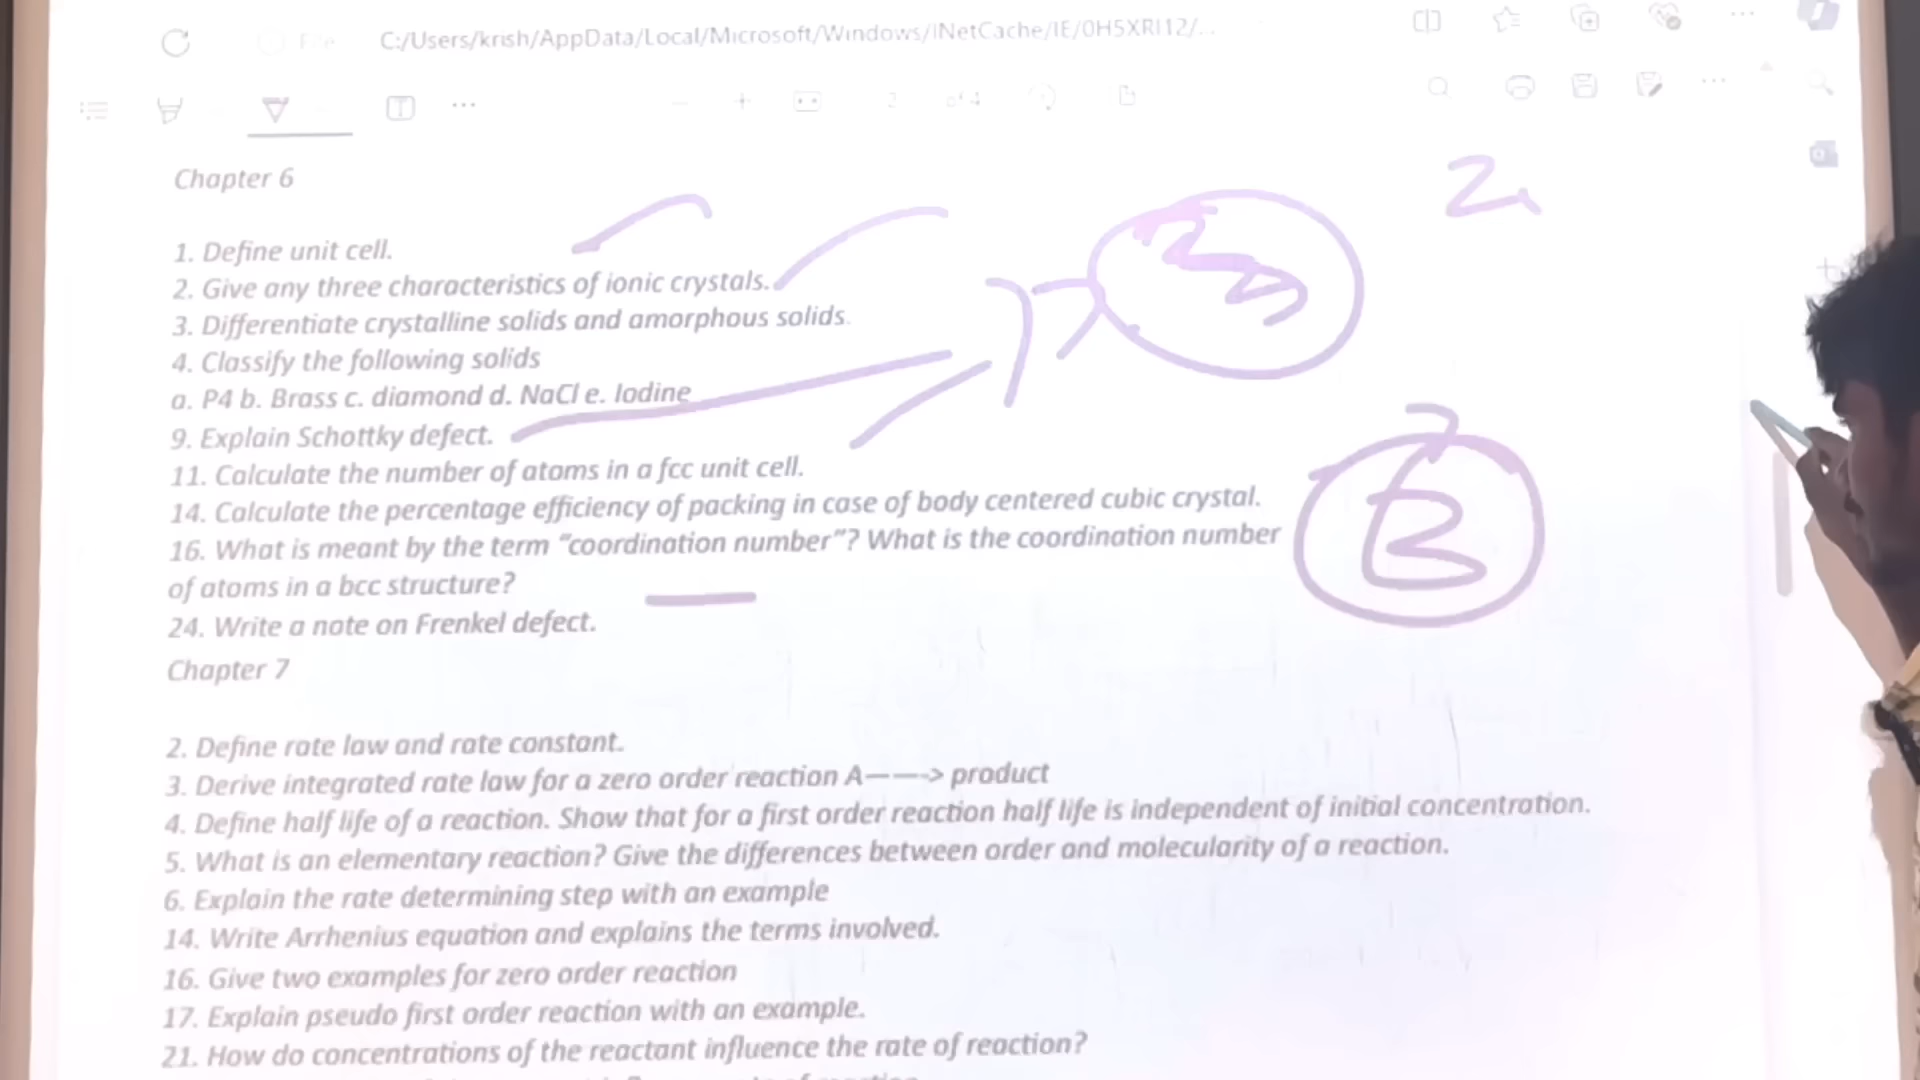 C:/Users/krish/AppData/Local/Microsoft/Windows/INetCache/IE/0H5XRI12/...
2 of 4
Chapter 6
1. Define unit cell.
2. Give any three characteristics of ionic crystals.
3. Differentiate crystalline solids and amorphous solids.
4. Classify the following solids
a. P4 b. Brass c. diamond d. NaCl e. Iodine
9. Explain Schottky defect.
11. Calculate the number of atoms in a fcc unit cell.
14. Calculate the percentage efficiency of packing in case of body centered cubic crystal.
16. What is meant by the term “coordination number”? What is the coordination number
of atoms in a bcc structure?
24. Write a note on Frenkel defect.
Chapter 7
2. Define rate law and rate constant.
3. Derive integrated rate law for a zero order reaction A——-> product
4. Define half life of a reaction. Show that for a first order reaction half life is independent of initial concentration.
5. What is an elementary reaction? Give the differences between order and molecularity of a reaction.
6. Explain the rate determining step with an example
14. Write Arrhenius equation and explains the terms involved.
16. Give two examples for zero order reaction
17. Explain pseudo first order reaction with an example.
21. How do concentrations of the reactant influence the rate of reaction?